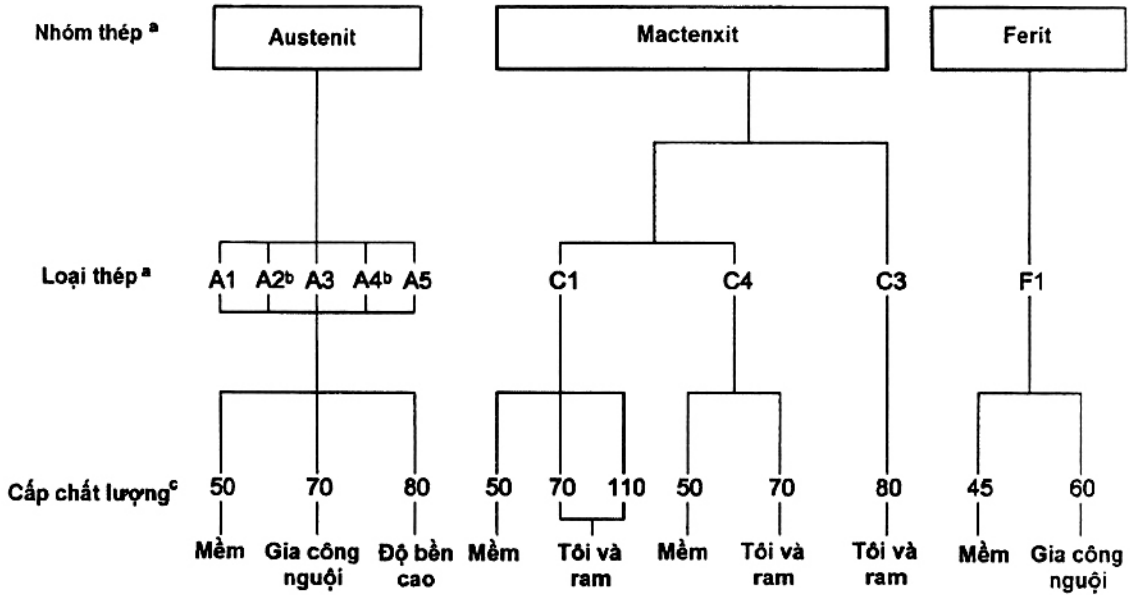 Nhóm thép a Austenit Mactenxit Ferit
Loại thép a A1 A2b A3 A4b A5 C1 C4 C3 F1
Cấp chất lượngc 50 70 80 50 70 110 50 70 80 45 60
Mềm Gia công Độ bền Mềm Tôi và Mềm Tôi và Tôi và Mềm Gia công
nguội cao ram ram ram nguội